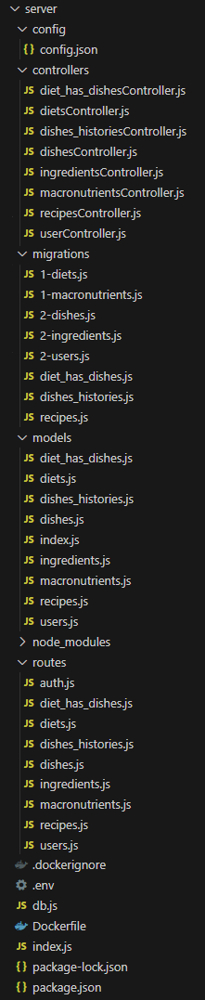 server
config
config.json
controllers
diet_has_dishesController.js
dietsController.js
dishes_historiesController.js
dishesController.js
ingredientsController.js
macronutrientsController.js
recipesController.js
userController.js
migrations
1-diets.js
1-macronutrients.js
2-dishes.js
2-ingredients.js
2-users.js
diet_has_dishes.js
dishes_histories.js
recipes.js
models
diet_has_dishes.js
diets.js
dishes_histories.js
dishes.js
index.js
ingredients.js
macronutrients.js
recipes.js
users.js
node_modules
routes
auth.js
diet_has_dishes.js
diets.js
dishes_histories.js
dishes.js
ingredients.js
macronutrients.js
recipes.js
users.js
.dockerignore
.env
db.js
Dockerfile
index.js
package-lock.json
package.json